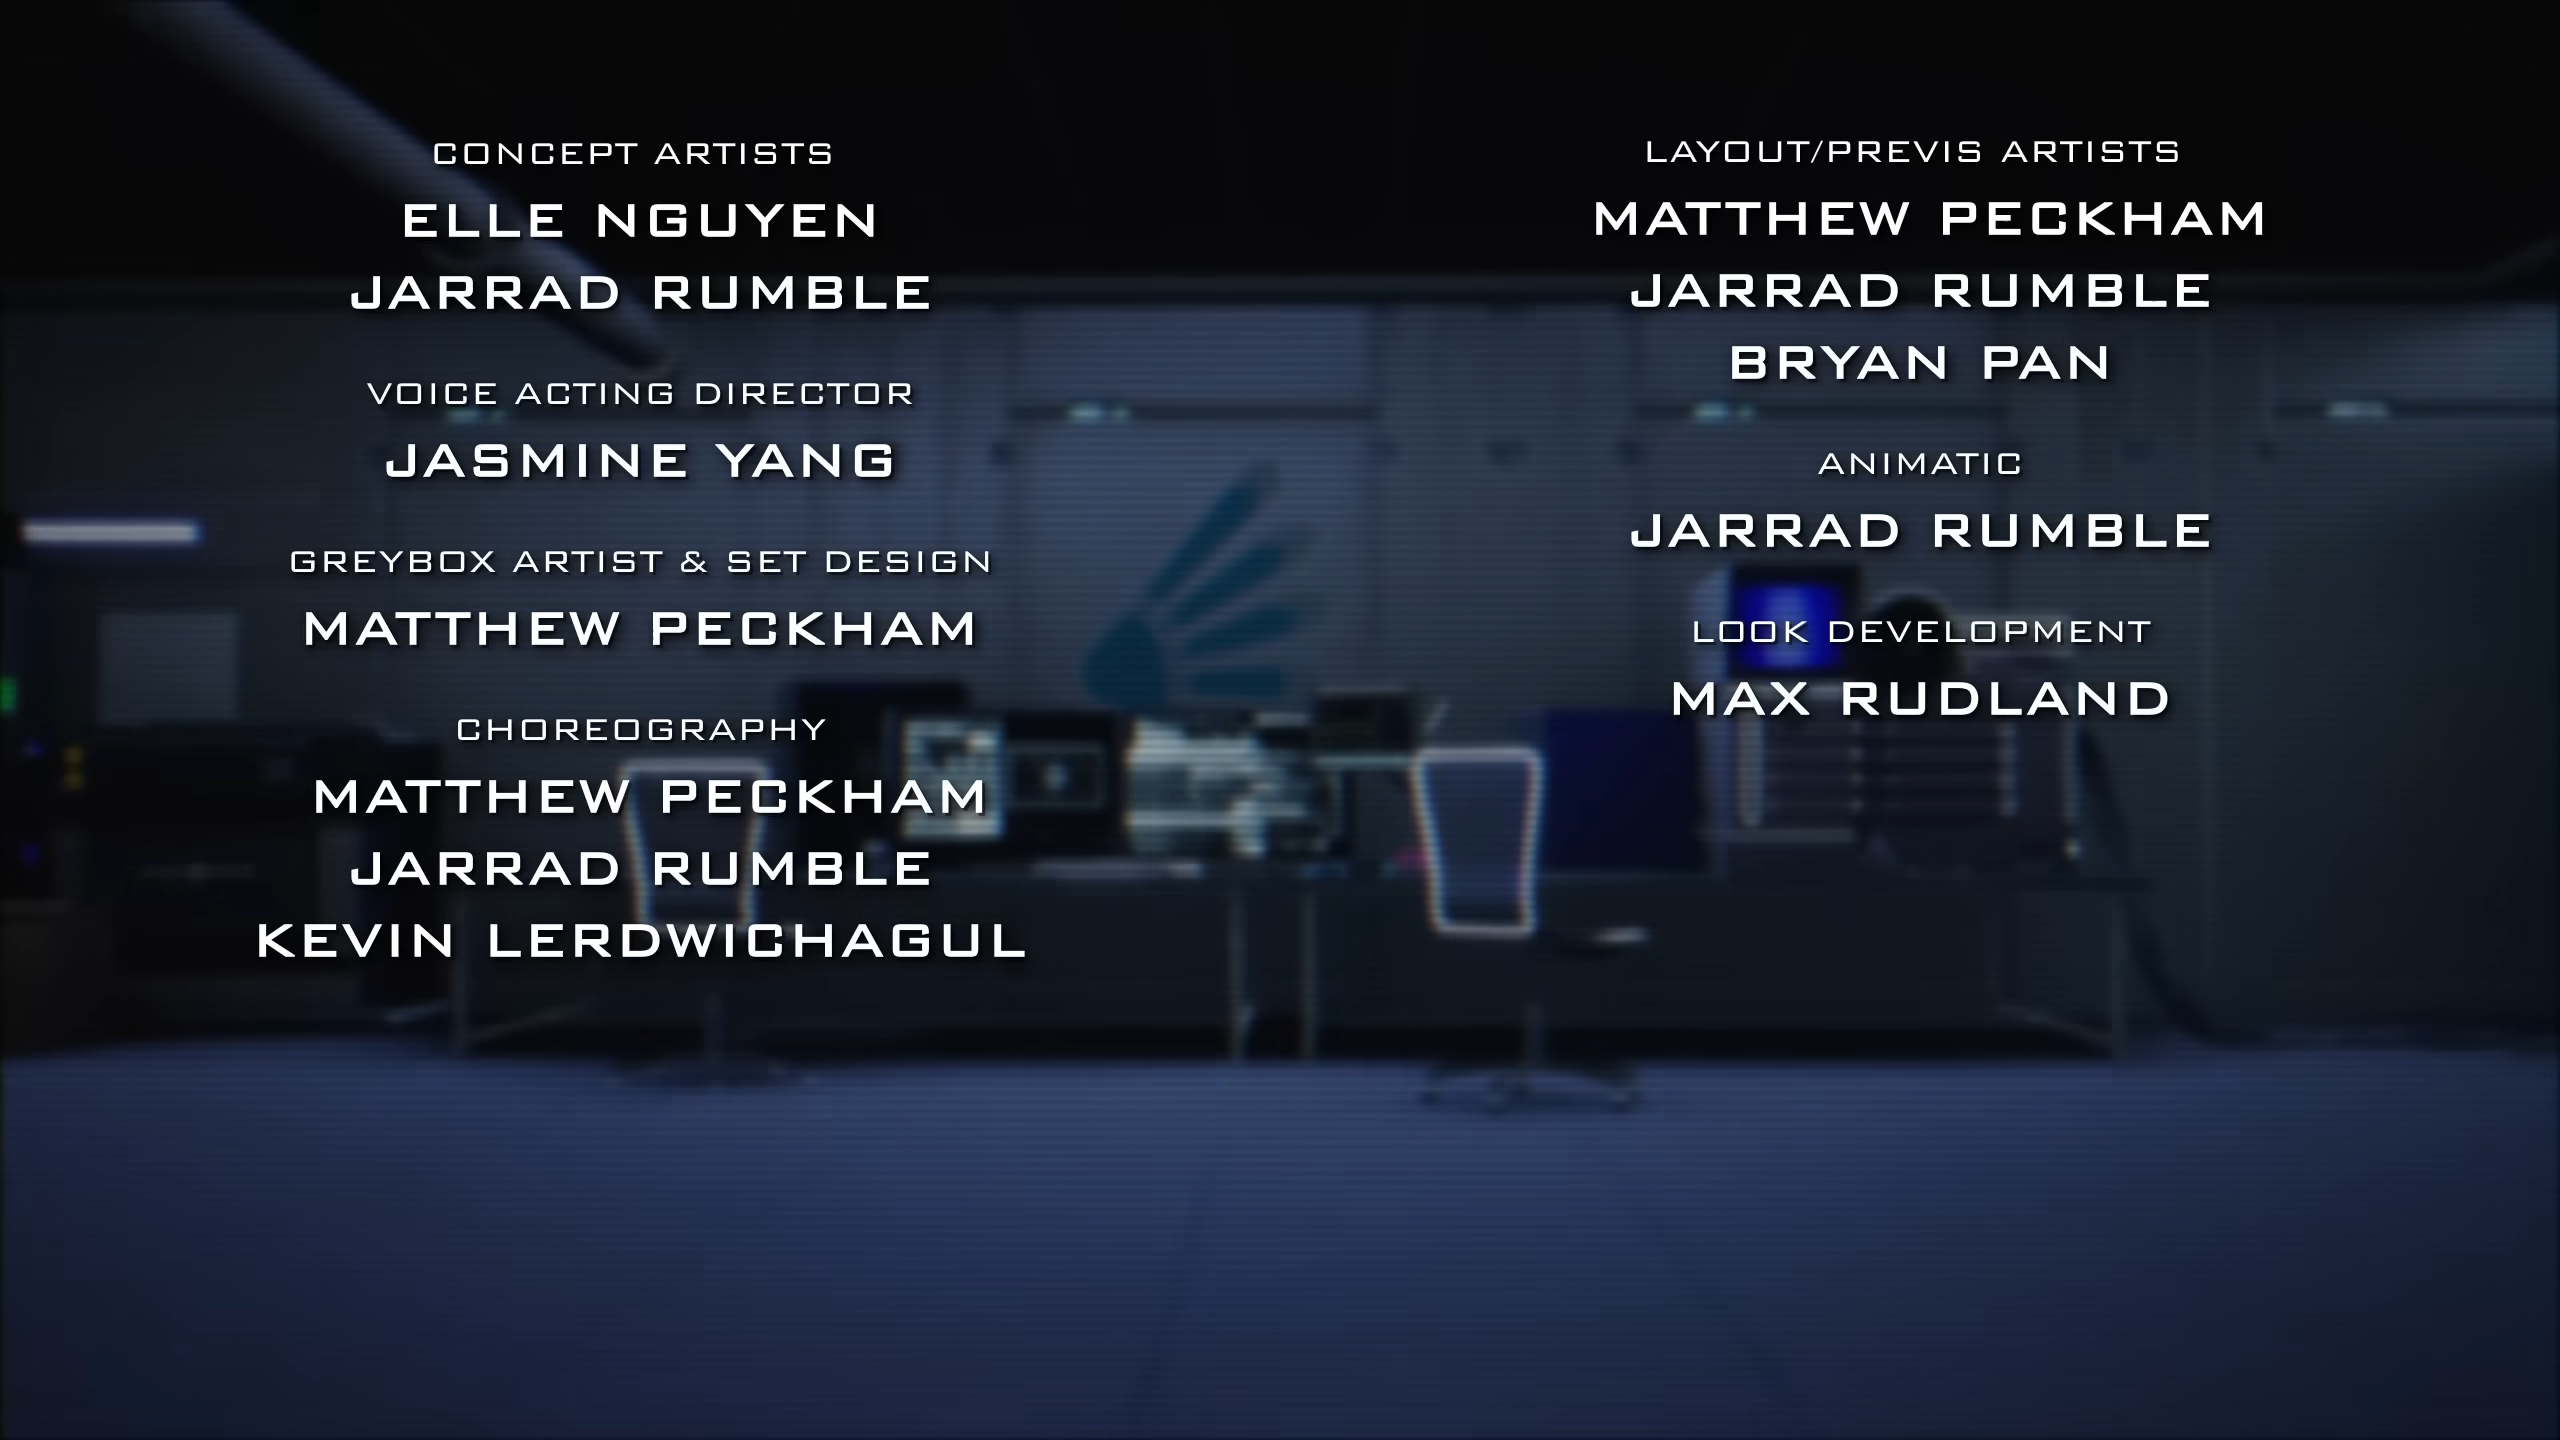 CONCEPT ARTISTS
ELLE NGUYEN
JARRAD RUMBLE
VOICE ACTING DIRECTOR
JASMINE YANG
GREYBOX ARTIST & SET DESIGN
MATTHEW PECKHAM
CHOREOGRAPHY
MATTHEW PECKHAM
JARRAD RUMBLE
KEVIN LERDWICHAGUL
LAYOUT/PREVIS ARTISTS
MATTHEW PECKHAM
JARRAD RUMBLE
BRYAN PAN
ANIMATIC
JARRAD RUMBLE
LOOK DEVELOPMENT
MAX RUDLAND